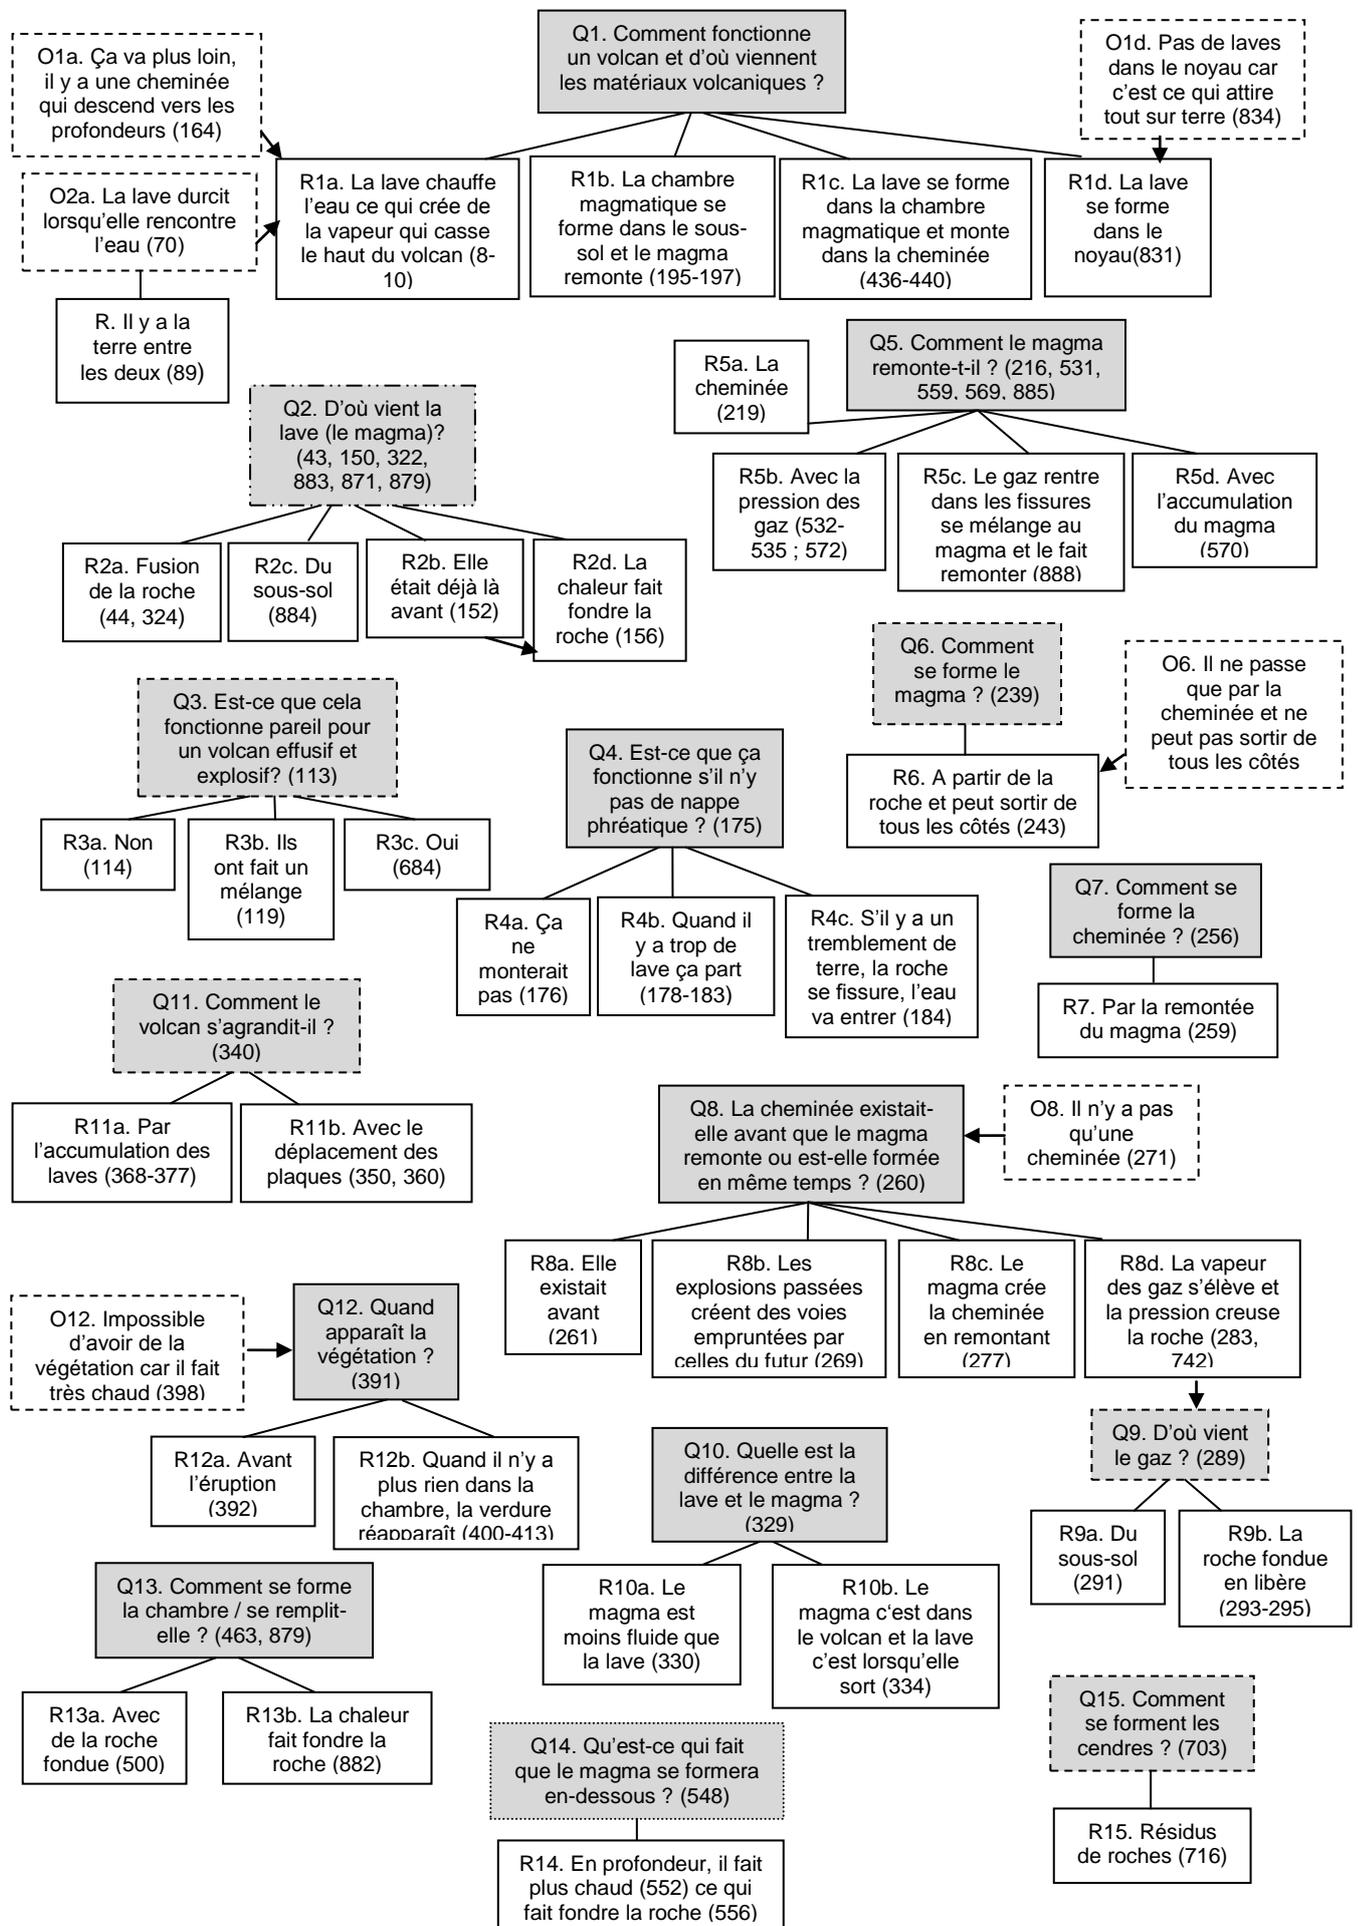 Q1. Comment fonctionne
un volcan et d'où viennent
les matériaux volcaniques ?
O1a. Ça va plus loin,
il y a une cheminée
qui descend vers les
profondeurs (164)
O1d. Pas de laves
dans le noyau car
c'est ce qui attire
tout sur terre (834)
O2a. La lave durcit
lorsqu'elle rencontre
l'eau (70)
R1a. La lave chauffe
l'eau ce qui crée de
la vapeur qui casse
le haut du volcan (8-
10)
R1b. La chambre
magmatique se
forme dans le sous-
sol et le magma
remonte (195-197)
R1c. La lave se forme
dans la chambre
magmatique et monte
dans la cheminée
(436-440)
R1d. La lave
se forme
dans le
noyau(831)
R. Il y a la
terre entre
les deux (89)
Q5. Comment le magma
remonte-t-il ? (216, 531,
559, 569, 885)
R5a. La
cheminée
(219)
Q2. D'où vient la
lave (le magma)?
(43, 150, 322,
883, 871, 879)
R5b. Avec la
pression des
gaz (532-
535 ; 572)
R5c. Le gaz rentre
dans les fissures
se mélange au
magma et le fait
remonter (888)
R5d. Avec
l'accumulation
du magma
(570)
R2a. Fusion
de la roche
(44, 324)
R2c. Du
sous-sol
(884)
R2b. Elle
était déjà là
avant (152)
R2d. La
chaleur fait
fondre la
roche (156)
Q6. Comment
se forme le
magma ? (239)
O6. Il ne passe
que par la
cheminée et ne
peut pas sortir de
tous les côtés
R6. A partir de la
roche et peut sortir de
tous les côtés (243)
Q3. Est-ce que cela
fonctionne pareil pour
un volcan effusif et
explosif? (113)
R3a. Non
(114)
R3b. Ils
ont fait un
mélange
(119)
R3c. Oui
(684)
Q4. Est-ce que ça
fonctionne s'il n'y
pas de nappe
phréatique ? (175)
R4a. Ça
ne
monterait
pas (176)
R4b. Quand il
y a trop de
lave ça part
(178-183)
R4c. S'il y a un
tremblement de
terre, la roche
se fissure, l'eau
va entrer (184)
Q7. Comment se
forme la
cheminée ? (256)
R7. Par la remontée
du magma (259)
Q11. Comment le
volcan s'agrandit-il ?
(340)
R11a. Par
l'accumulation des
laves (368-377)
R11b. Avec le
déplacement des
plaques (350, 360)
Q8. La cheminée existait-
elle avant que le magma
remonte ou est-elle formée
en même temps ? (260)
O8. Il n'y a pas
qu'une
cheminée (271)
R8a. Elle
existait
avant
(261)
R8b. Les
explosions passées
créent des voies
empruntées par
celles du futur (269)
R8c. Le
magma crée
la cheminée
en remontant
(277)
R8d. La vapeur
des gaz s'élève et
la pression creuse
la roche (283,
742)
O12. Impossible
d'avoir de la
végétation car il fait
très chaud (398)
Q12. Quand
apparaît la
végétation ?
(391)
R12a. Avant
l'éruption
(392)
R12b. Quand il n'y a
plus rien dans la
chambre, la verdure
réapparaît (400-413)
Q9. D'où vient
le gaz ? (289)
R9a. Du
sous-sol
(291)
R9b. La
roche fondue
en libère
(293-295)
Q10. Quelle est la
différence entre la
lave et le magma ?
(329)
R10a. Le
magma est
moins fluide que
la lave (330)
R10b. Le
magma c'est dans
le volcan et la lave
c'est lorsqu'elle
sort (334)
Q13. Comment se forme
la chambre / se remplit-
elle ? (463, 879)
R13a. Avec
de la roche
fondue (500)
R13b. La chaleur
fait fondre la
roche (882)
Q14. Qu'est-ce qui fait
que le magma se formera
en-dessous ? (548)
R14. En profondeur, il fait
plus chaud (552) ce qui
fait fondre la roche (556)
Q15. Comment
se forment les
cendres ? (703)
R15. Résidus
de roches (716)